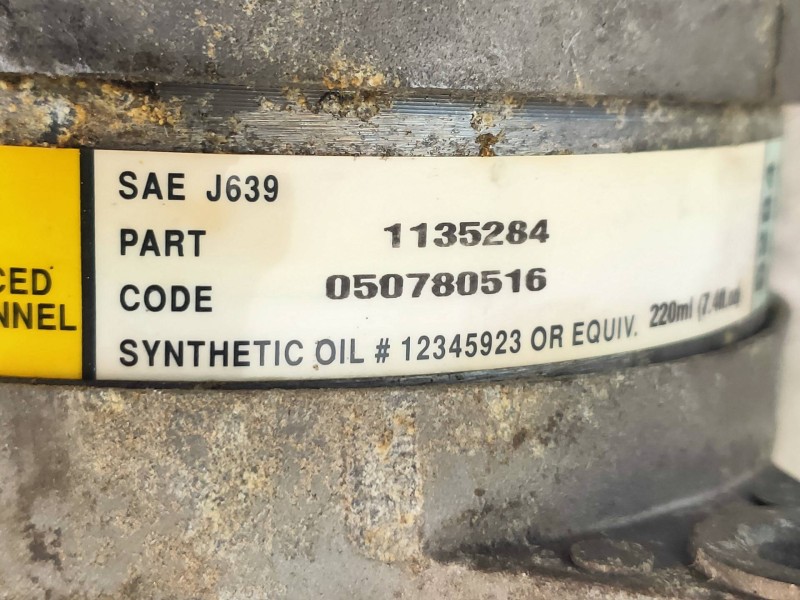 SAE J639
PART 1135284
CED
CODE 050780516
NNEL
SYNTHETIC OIL # 12345923 OR EQUIV. 220ml